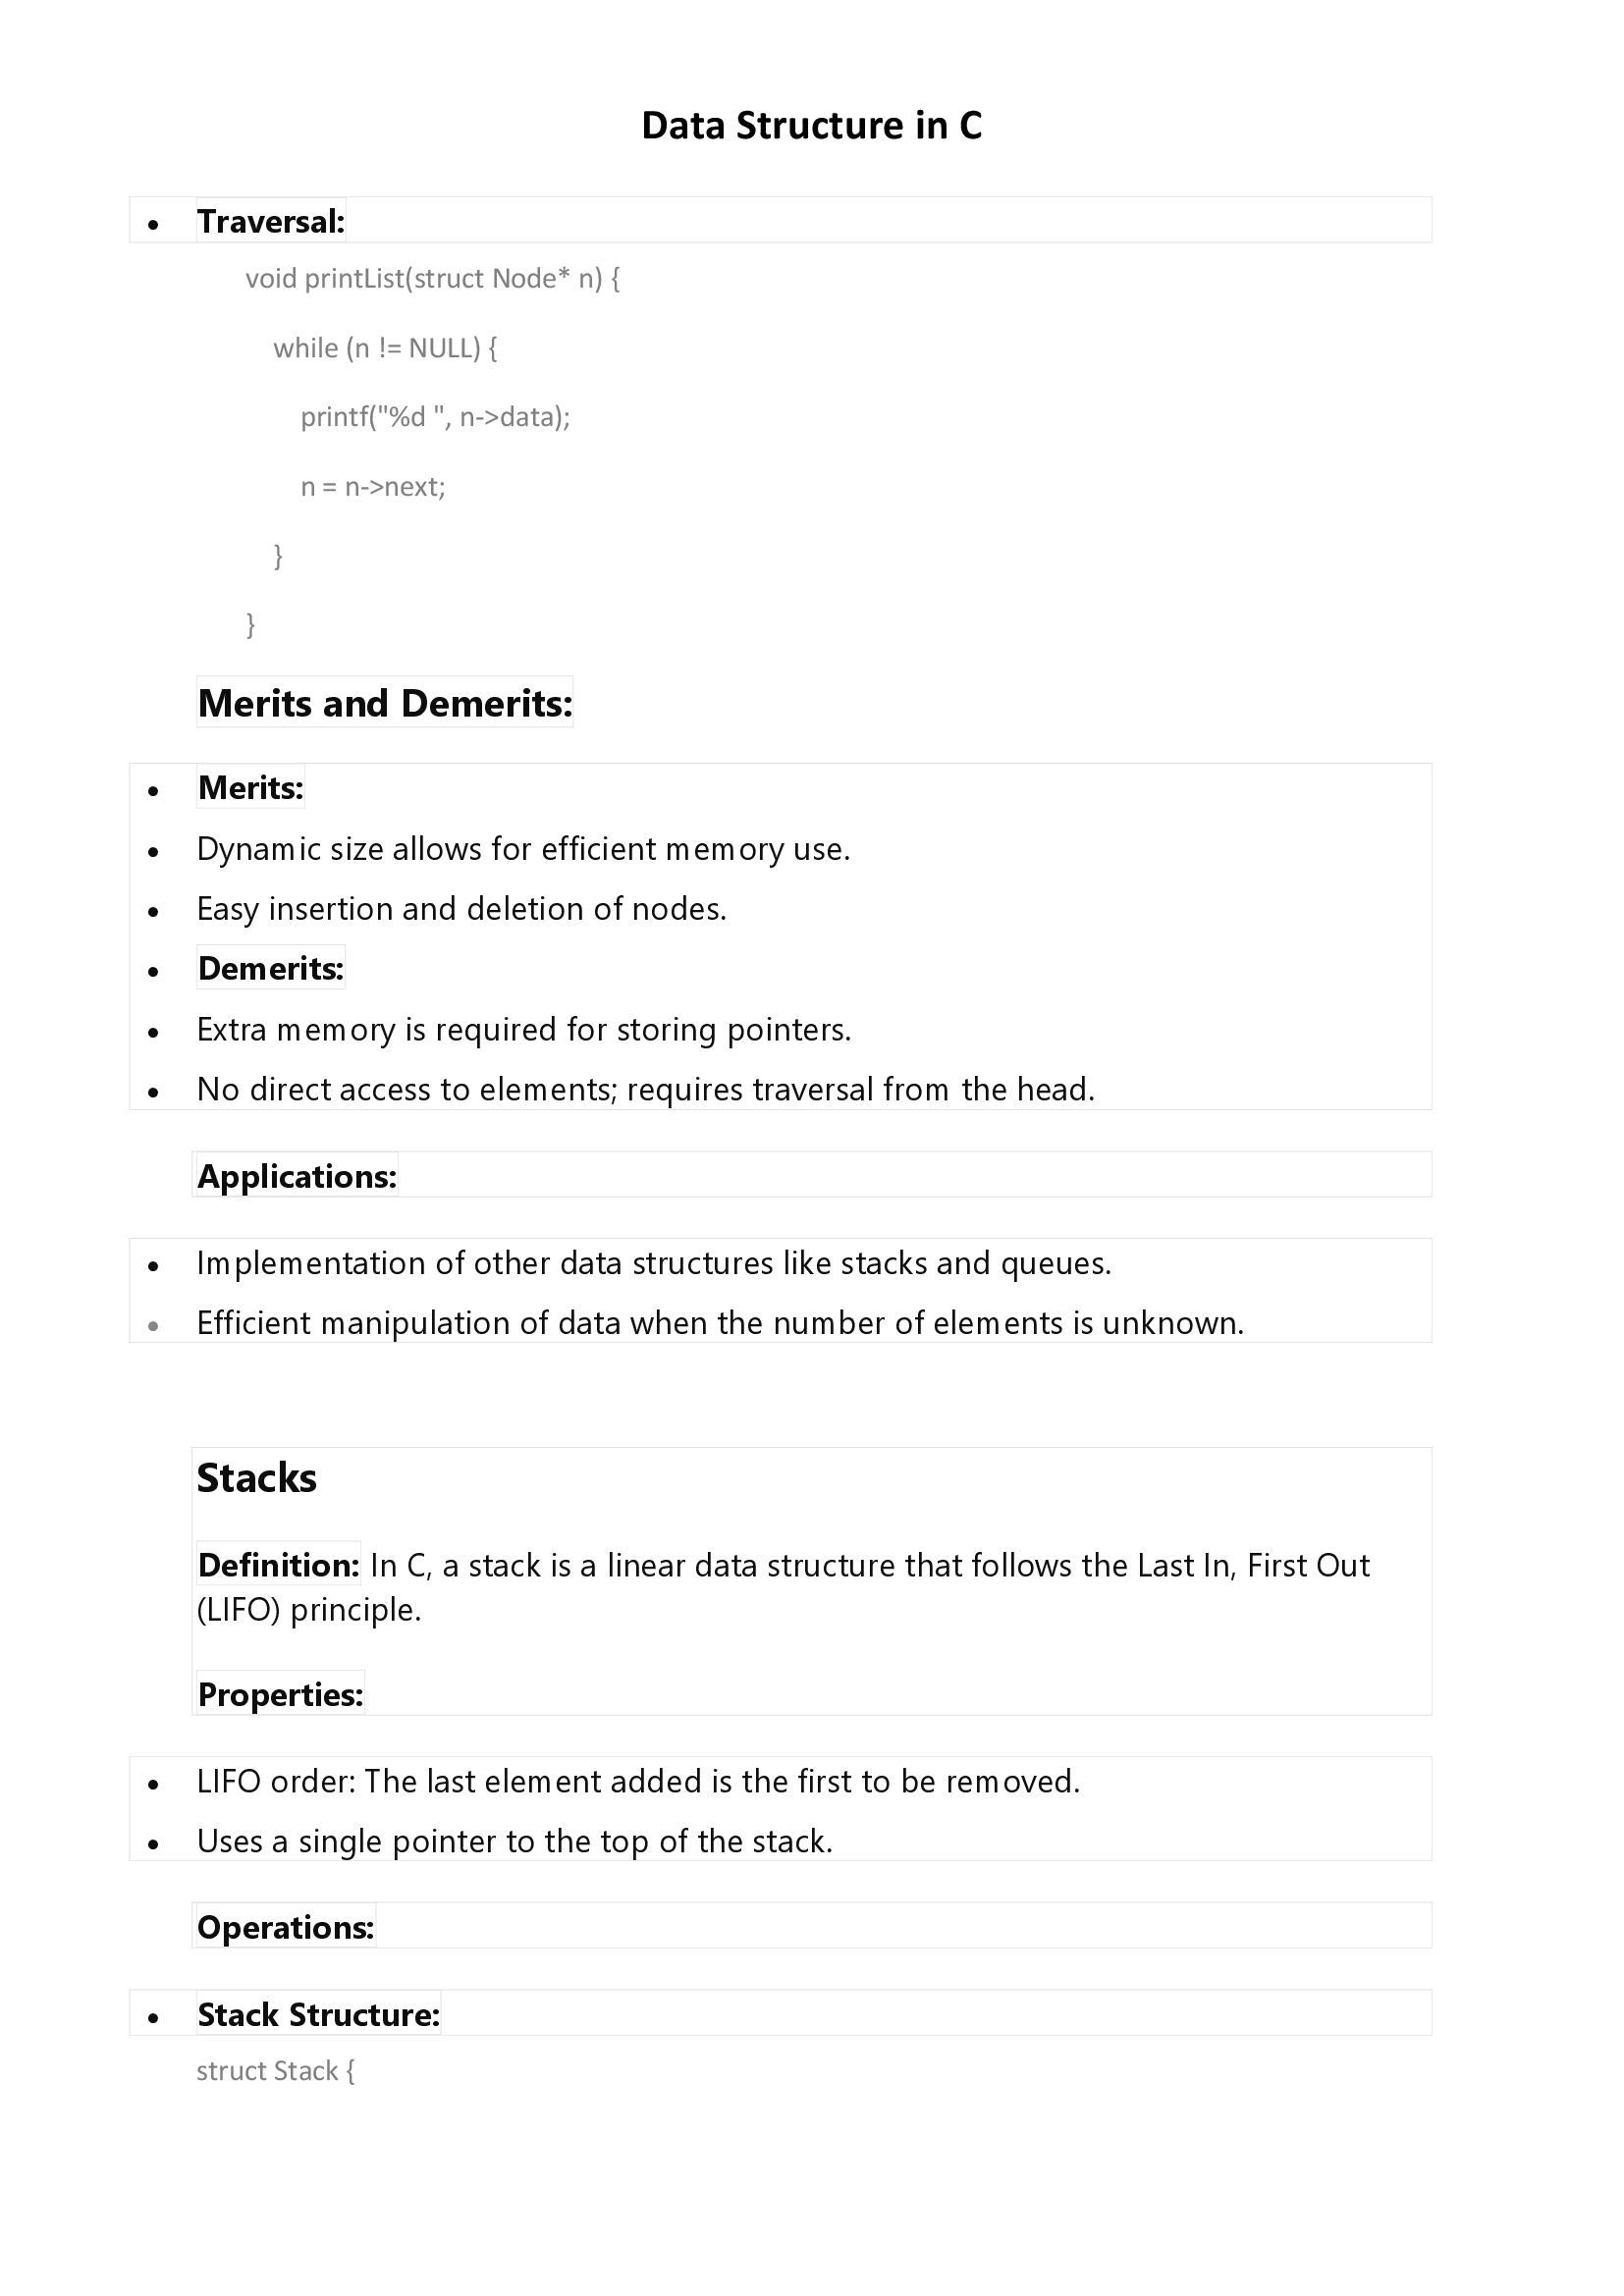 Data Structure in C
• Traversal:
void printList(struct Node* n) {
while (n != NULL) {
printf("%d ", n->data);
n = n->next;
}
}
Merits and Demerits:
• Merits:
• Dynamic size allows for efficient memory use.
• Easy insertion and deletion of nodes.
• Demerits:
• Extra memory is required for storing pointers.
• No direct access to elements; requires traversal from the head.
Applications:
• Implementation of other data structures like stacks and queues.
• Efficient manipulation of data when the number of elements is unknown.
Stacks
Definition: In C, a stack is a linear data structure that follows the Last In, First Out
(LIFO) principle.
Properties:
• LIFO order: The last element added is the first to be removed.
• Uses a single pointer to the top of the stack.
Operations:
• Stack Structure:
struct Stack {